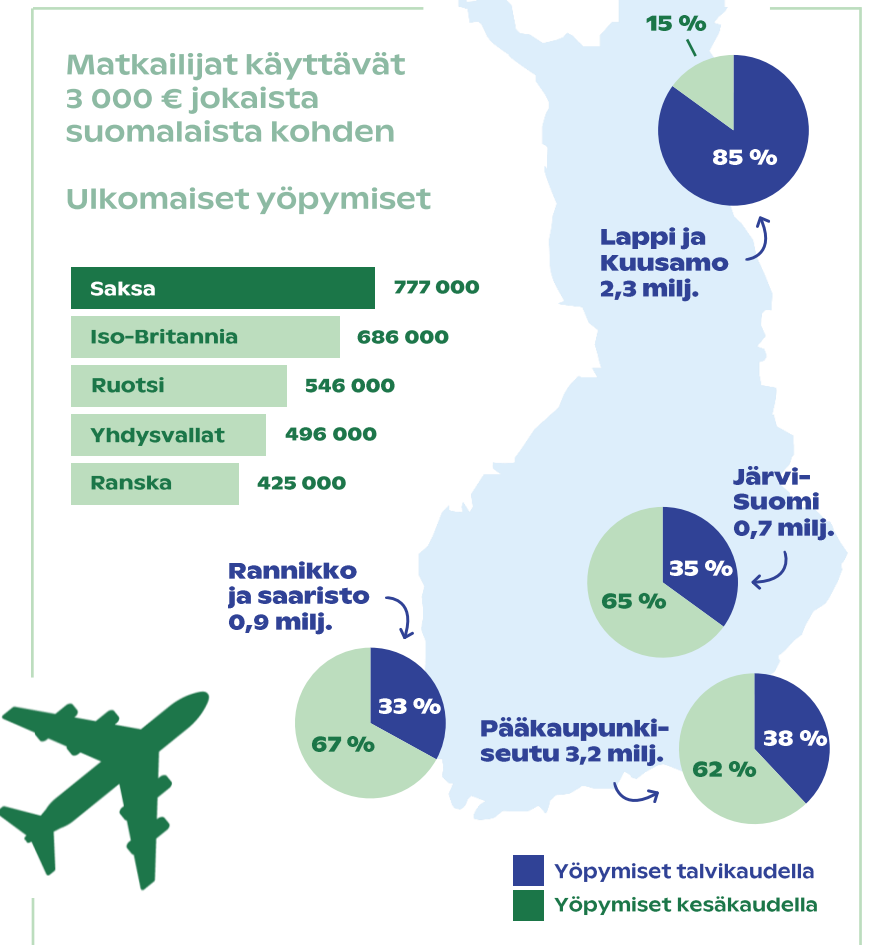 Matkailijat käyttävät
3 000 € jokaista
suomalaista kohden
Ulkomaiset yöpymiset
Saksa 777 000
Iso-Britannia 686 000
Ruotsi 546 000
Yhdysvallat 496 000
Ranska 425 000
15 %
85 %
Lappi ja
Kuusamo
2,3 milj.
Järvi-
Suomi
0,7 milj.
35 %
65 %
Rannikko
ja saaristo
0,9 milj.
33 %
67 %
Pääkaupunki-
seutu 3,2 milj.
38 %
62 %
Yöpymiset talvikaudella
Yöpymiset kesäkaudella